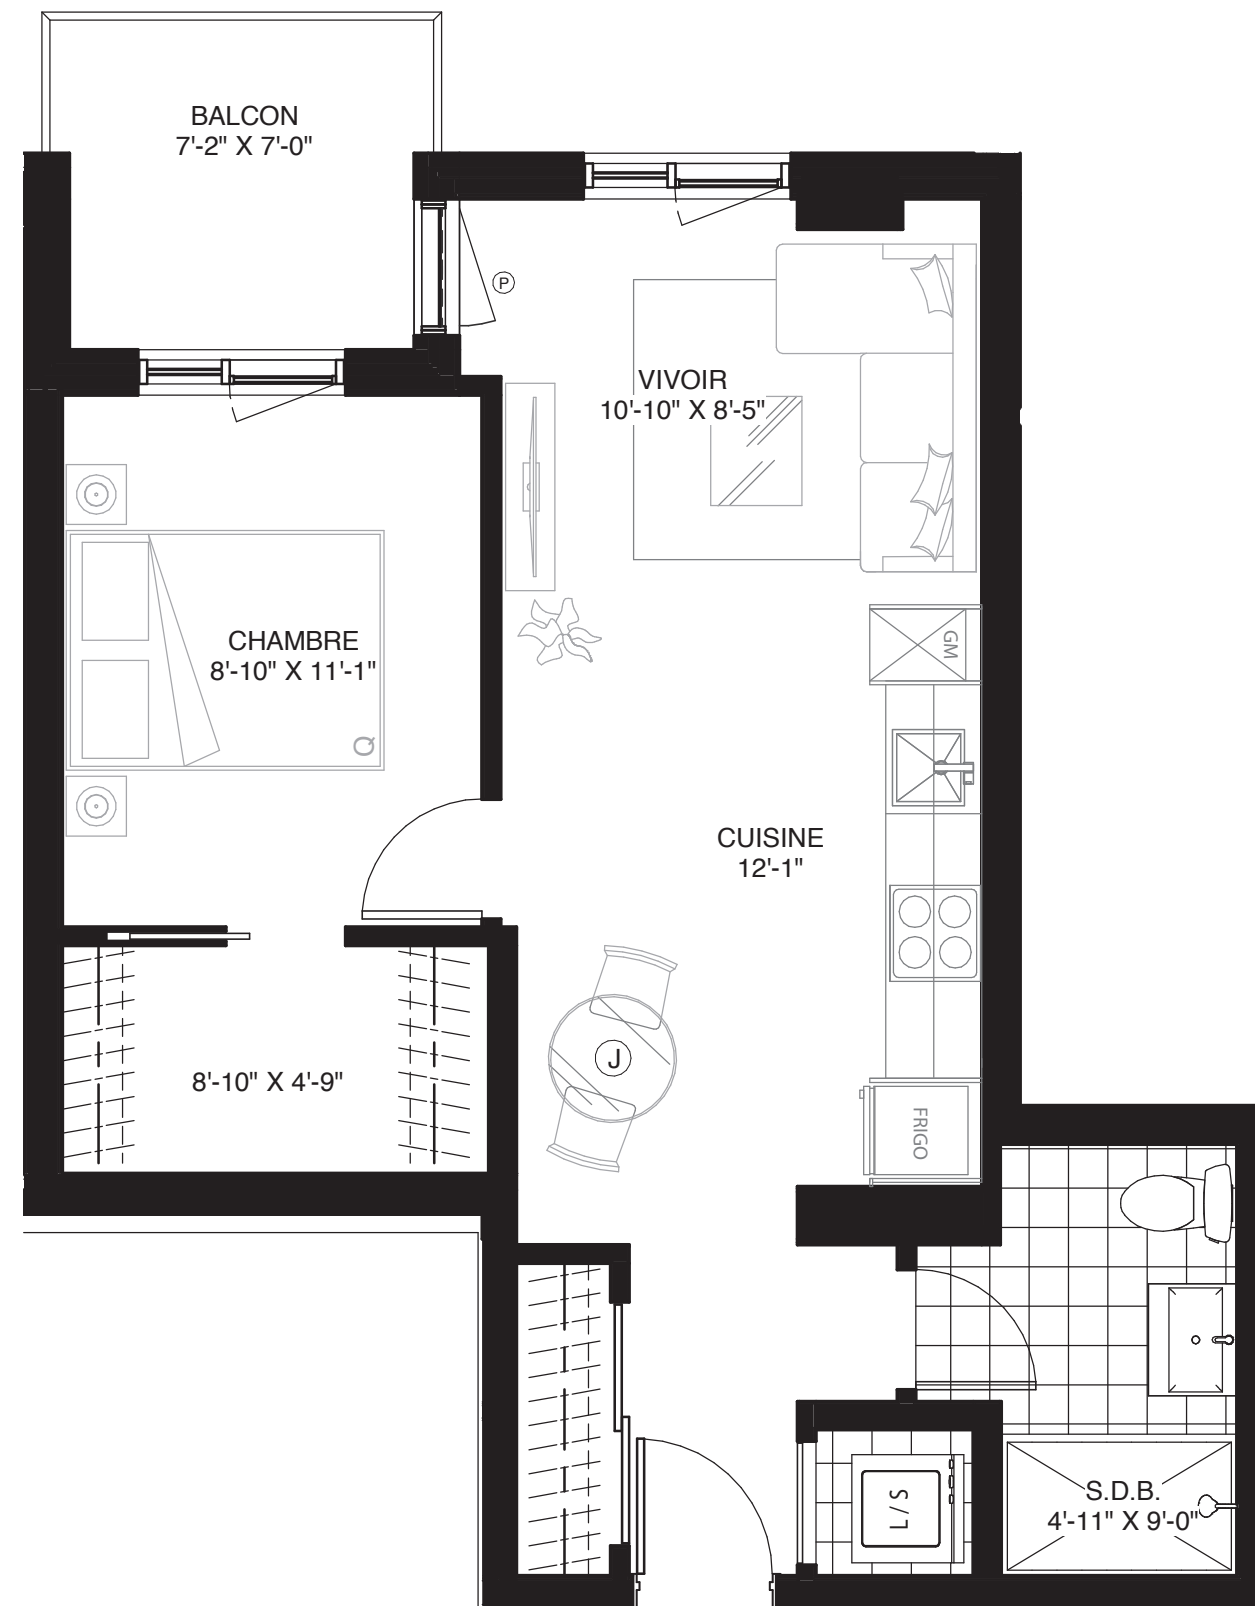 BALCON
7'-2" X 7'-0"
P
VIVOIR
10'-10" X 8'-5"
CHAMBRE
8'-10" X 11'-1"
GM
Q
CUISINE
12'-1"
J
8'-10" X 4'-9"
FRIGO
S.D.B.
4'-11" X 9'-0"
L/S